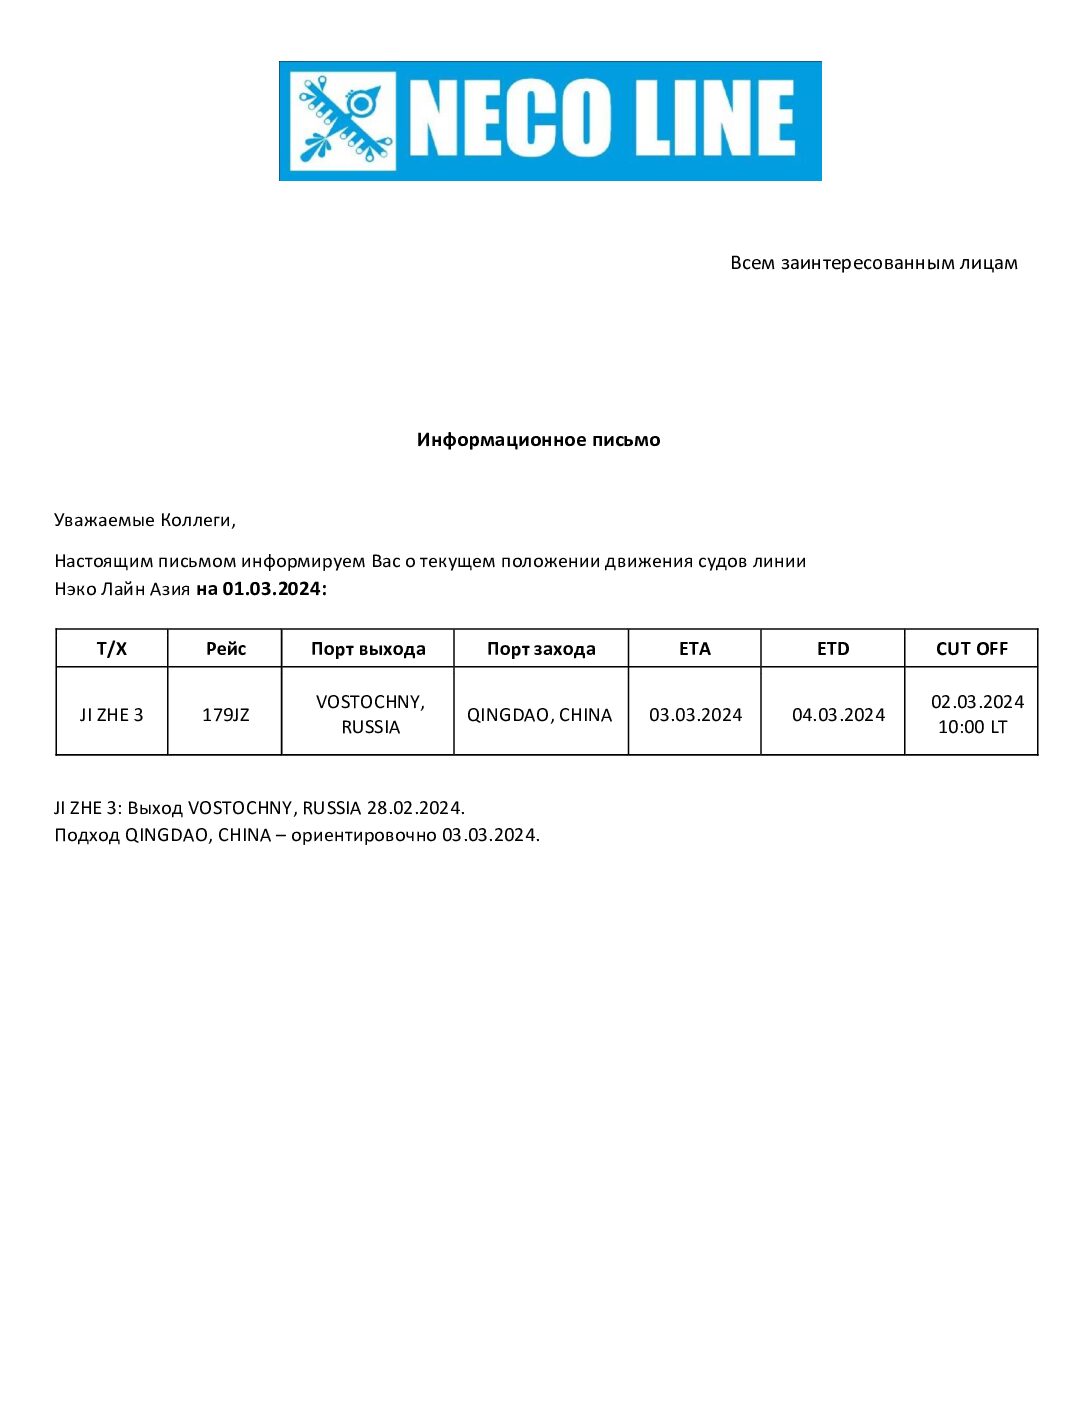 NECO LINE
Всем заинтересованным лицам
Информационное письмо
Уважаемые Коллеги,
Настоящим письмом информируем Вас о текущем положении движения судов линии
Нэко Лайн Азия на 01.03.2024:
Т/Х Рейс Порт выхода Порт захода ETA ETD CUT OFF
JI ZHE 3 179JZ VOSTOCHNY, RUSSIA QINGDAO, CHINA 03.03.2024 04.03.2024 02.03.2024 10:00 LT
JI ZHE 3: Выход VOSTOCHNY, RUSSIA 28.02.2024.
Подход QINGDAO, CHINA – ориентировочно 03.03.2024.